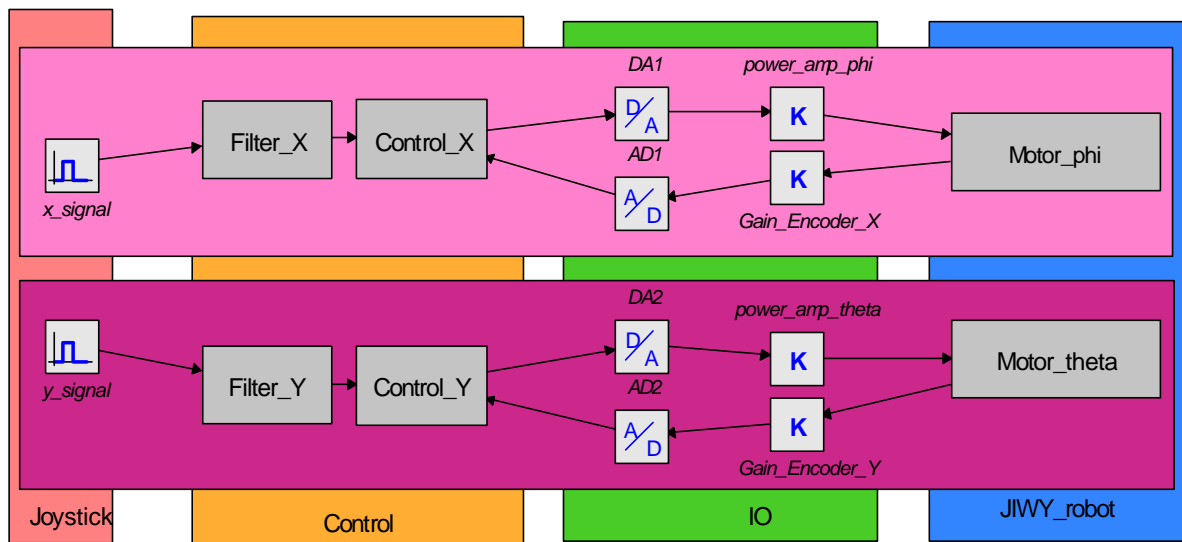 DA1
power_amp_phi
D/A
K
Filter_X
Control_X
AD1
Motor_phi
K
A/D
x_signal
Gain_Encoder_X
DA2
power_amp_theta
D/A
K
Motor_theta
y_signal
Filter_Y
Control_Y
AD2
K
A/D
Gain_Encoder_Y
Joystick
Control
IO
JIWY_robot